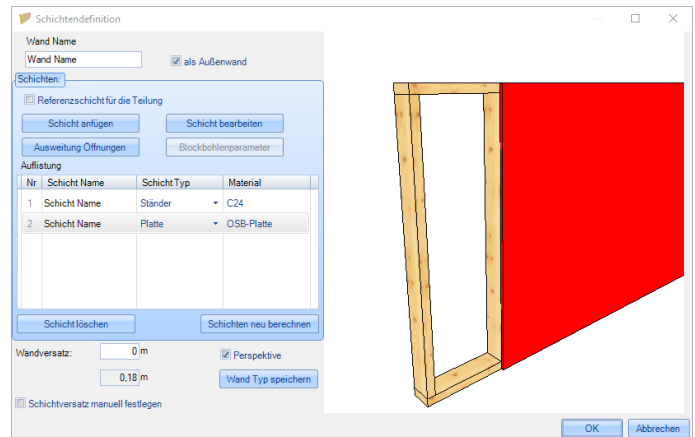 Schichtendefinition
Wand Name
Wand Name
als Außenwand
Schichten:
Referenzschicht für die Teilung
Schicht anfügen
Schicht bearbeiten
Ausweitung Öffnungen
Blockbohlenparameter
Auflistung
Nr Schicht Name Schicht Typ Material
1 Schicht Name Ständer C24
2 Schicht Name Platte OSB-Platte
Schicht löschen
Schichten neu berechnen
Wandversatz: 0 m
Perspektive
0,18 m
Wand Typ speichern
Schichtversatz manuell festlegen
OK
Abbrechen